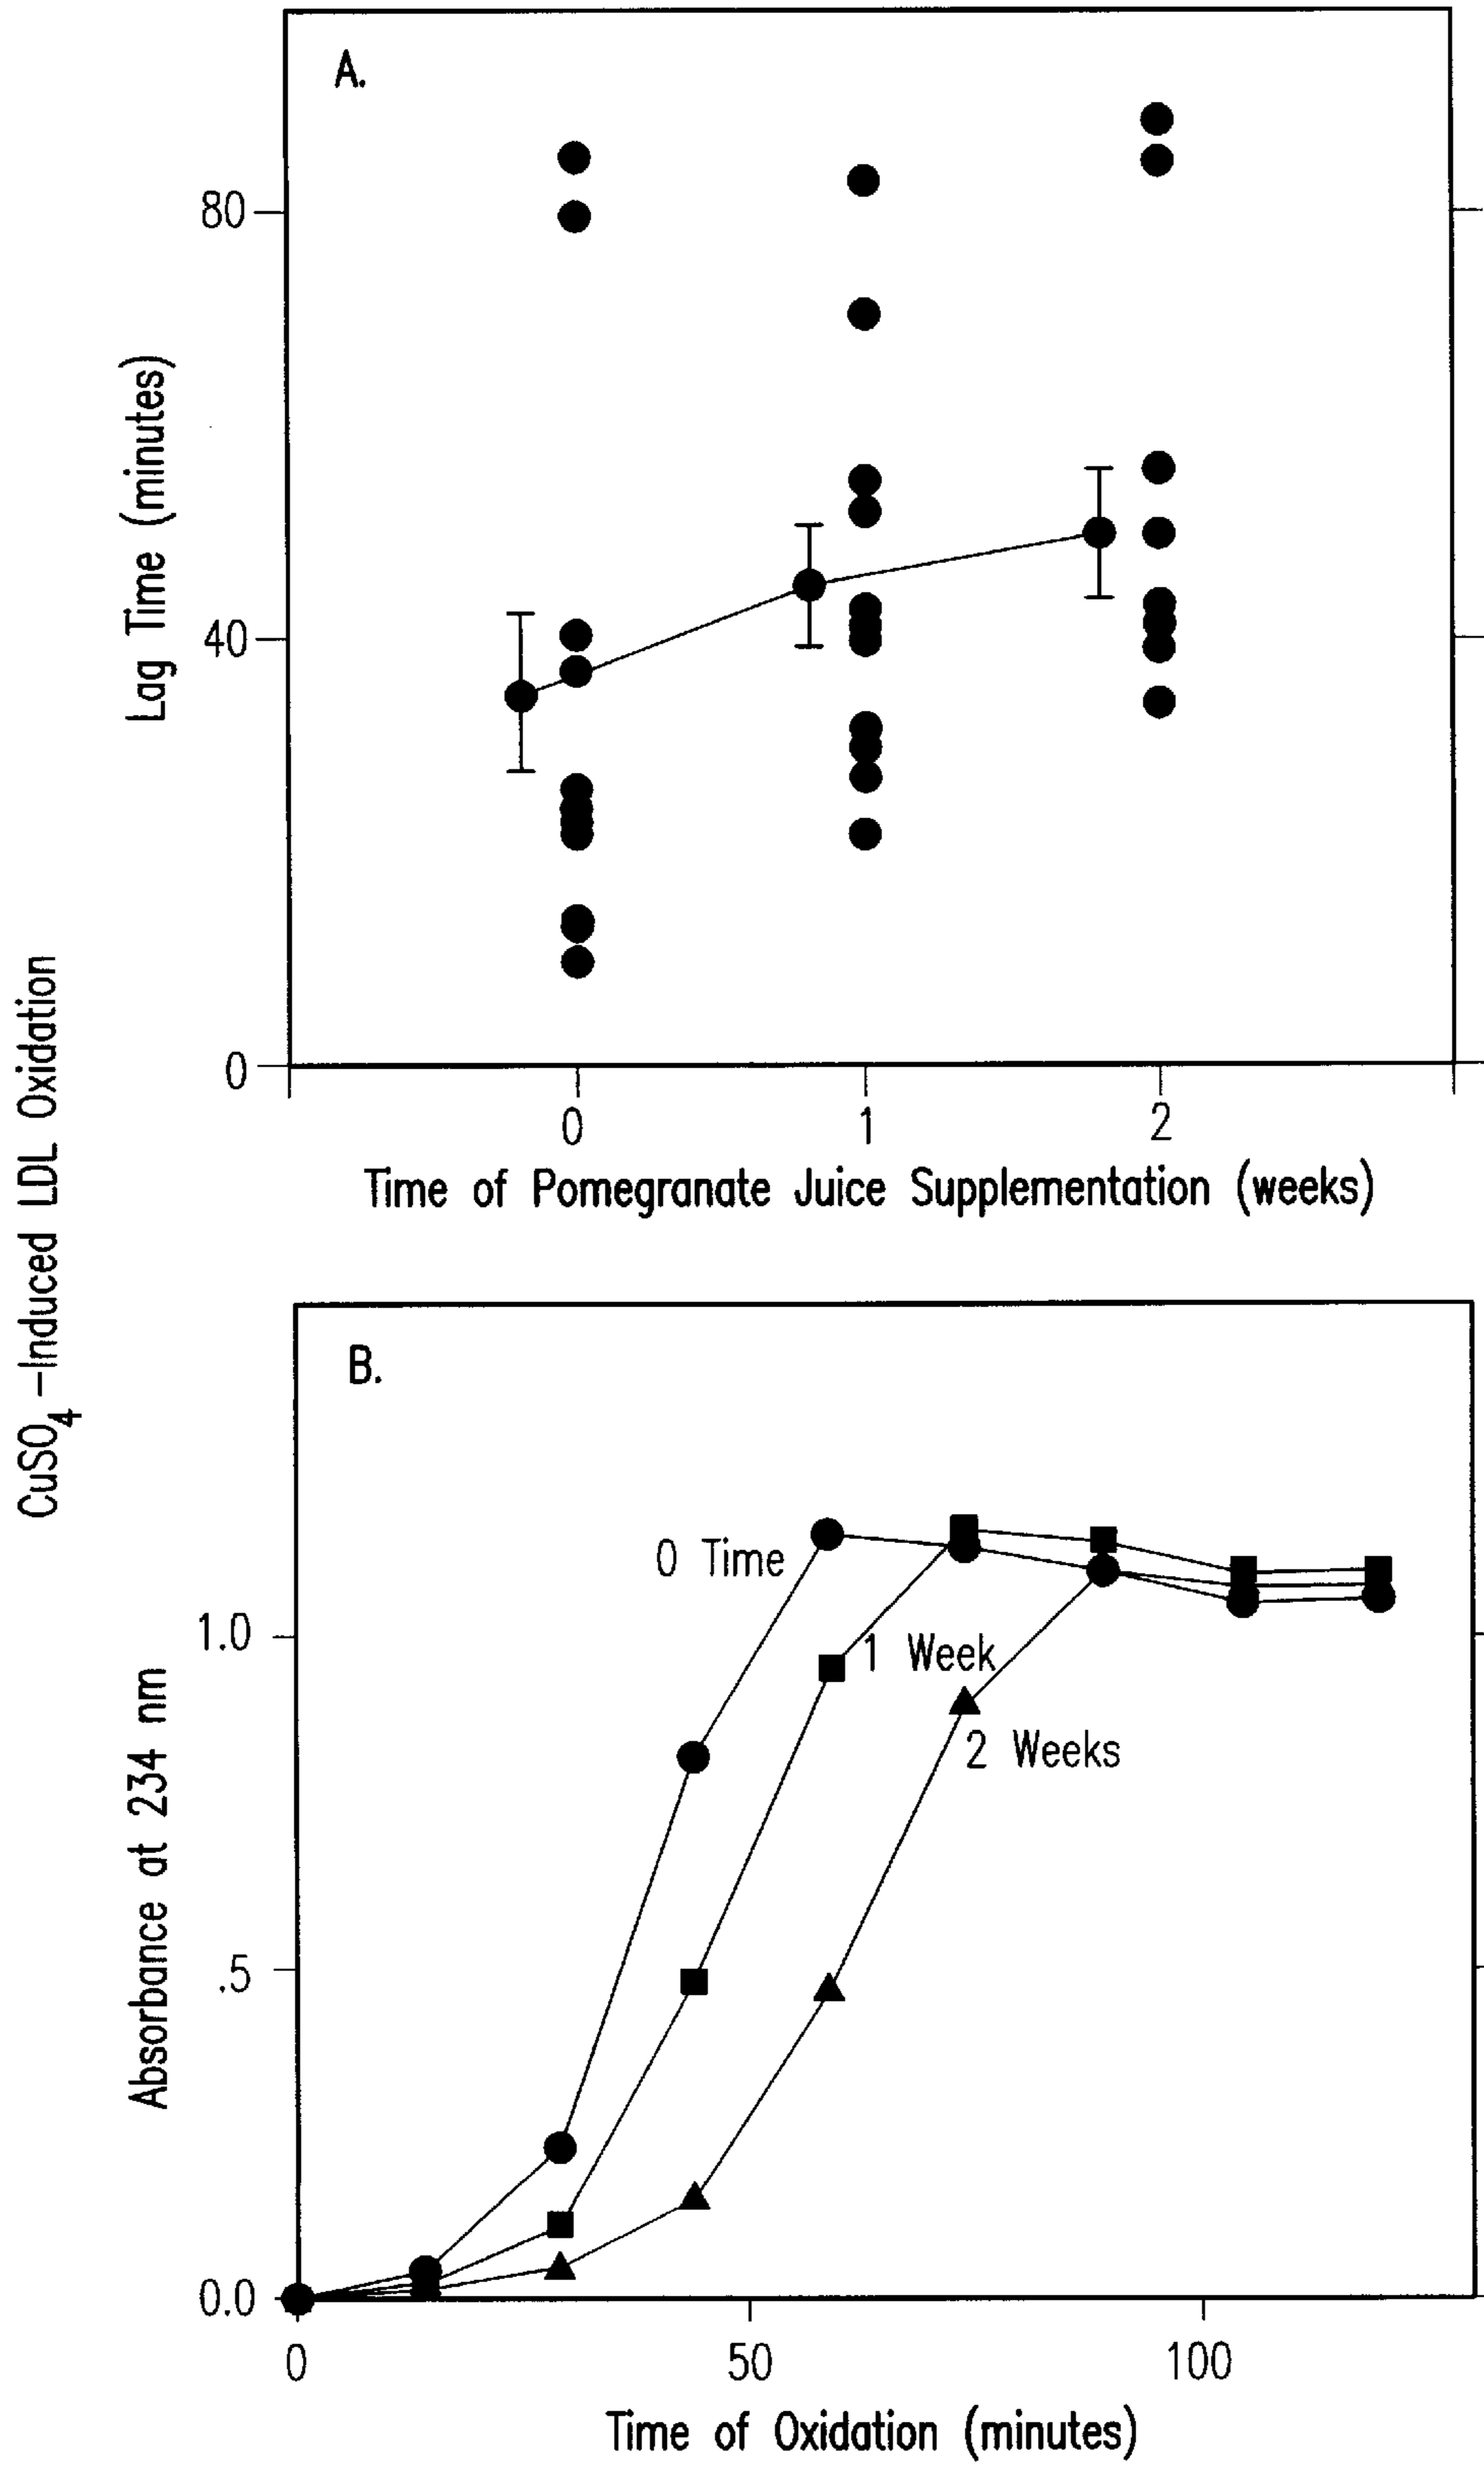 CuSO4-Induced LDL Oxidation
A.
Lag Time (minutes)
80
40
0
0 1 2
Time of Pomegranate Juice Supplementation (weeks)
B.
Absorbance at 234 nm
0 Time
1 Week
2 Weeks
1.0
.5
0.0
0 50 100
Time of Oxidation (minutes)